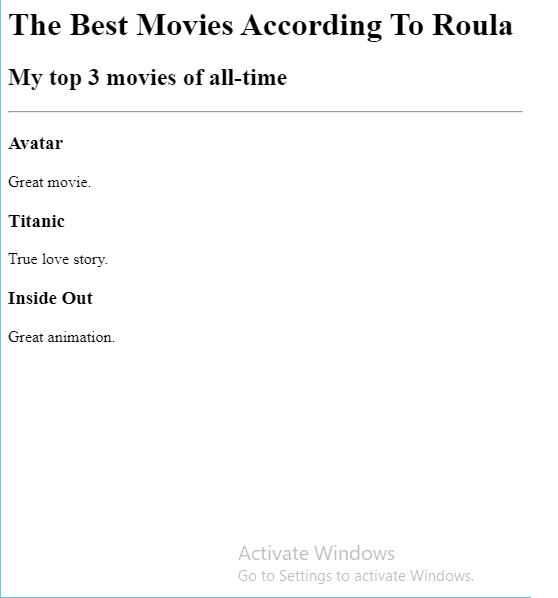 The Best Movies According To Roula
My top 3 movies of all-time
Avatar
Great movie.
Titanic
True love story.
Inside Out
Great animation.
Activate Windows
Go to Settings to activate Windows.